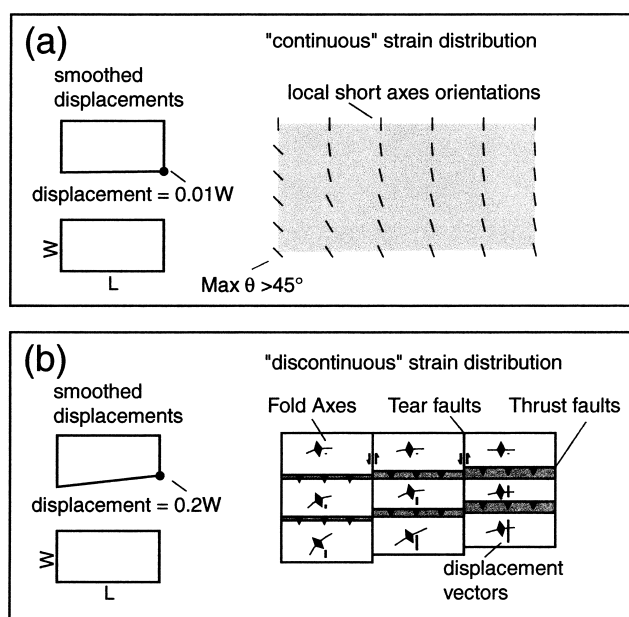 (a)
"continuous" strain distribution
smoothed
displacements
local short axes orientations
displacement = 0.01W
W
L
Max θ >45°
(b)
"discontinuous" strain distribution
smoothed
displacements
Fold Axes
Tear faults
Thrust faults
displacement = 0.2W
W
L
displacement
vectors